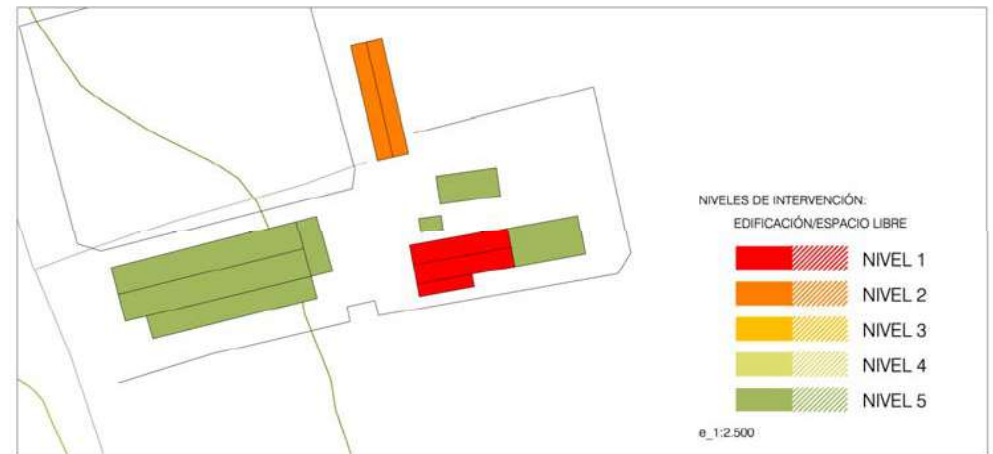 NIVELES DE INTERVENCIÓN:
EDIFICACIÓN/ESPACIO LIBRE
NIVEL 1
NIVEL 2
NIVEL 3
NIVEL 4
NIVEL 5
e_1:2.500